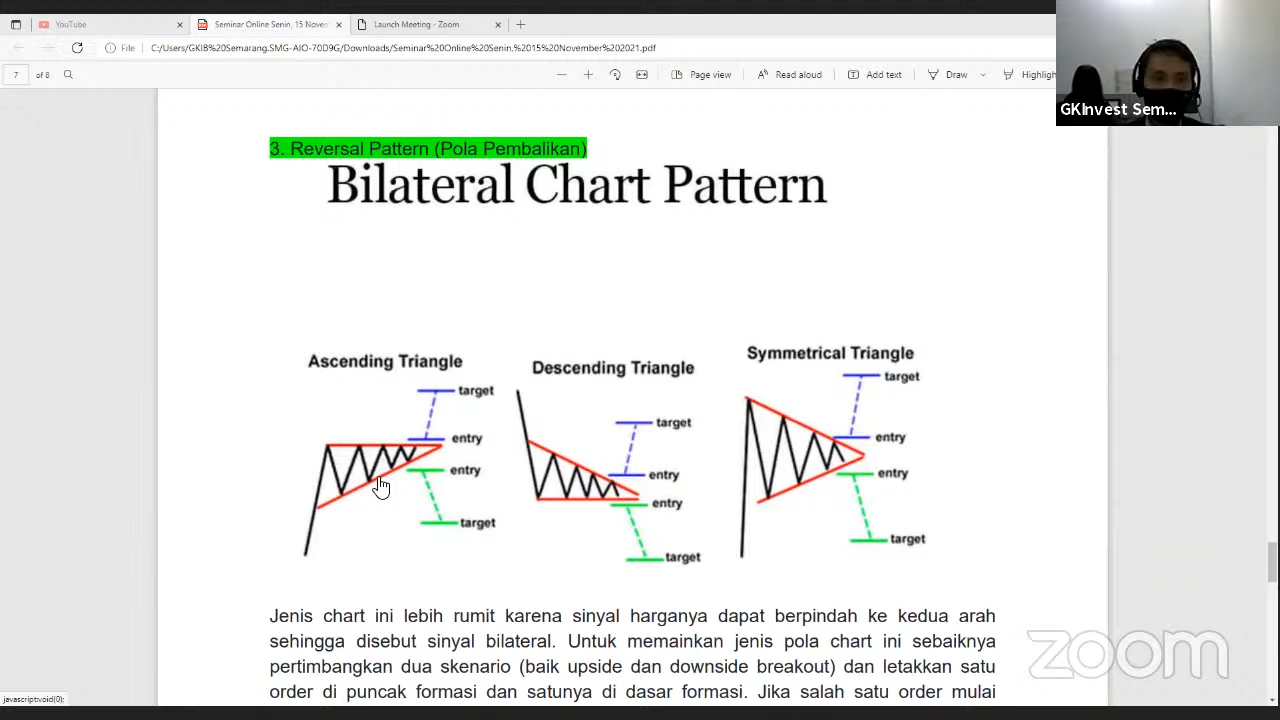 YouTube
Seminar Online Senin, 15 Novem
Launch Meeting - Zoom
File
C:/Users/GKIB%20Semarang.SMG-AIO-70D9G/Downloads/Seminar%20Online%20Senin,%2015%20November%202021.pdf
7 of 8
Page view
Read aloud
Add text
Draw
Highligh
GKInvest Sem...
3. Reversal Pattern (Pola Pembalikan)
Bilateral Chart Pattern
Ascending Triangle
target
entry
entry
target
Descending Triangle
target
entry
entry
target
Symmetrical Triangle
target
entry
entry
target
Jenis chart ini lebih rumit karena sinyal harganya dapat berpindah ke kedua arah
sehingga disebut sinyal bilateral. Untuk memainkan jenis pola chart ini sebaiknya
pertimbangkan dua skenario (baik upside dan downside breakout) dan letakkan satu
order di puncak formasi dan satunya di dasar formasi. Jika salah satu order mulai
zoom
javascript:void(0);